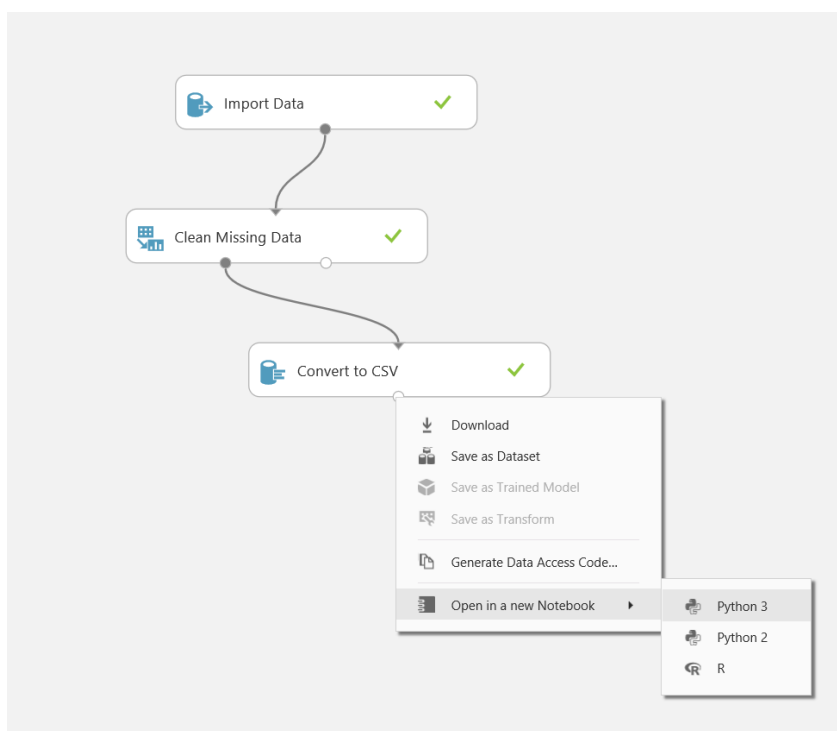 Import Data
Clean Missing Data
Convert to CSV
Download
Save as Dataset
Save as Trained Model
Save as Transform
Generate Data Access Code...
Open in a new Notebook
Python 3
Python 2
R